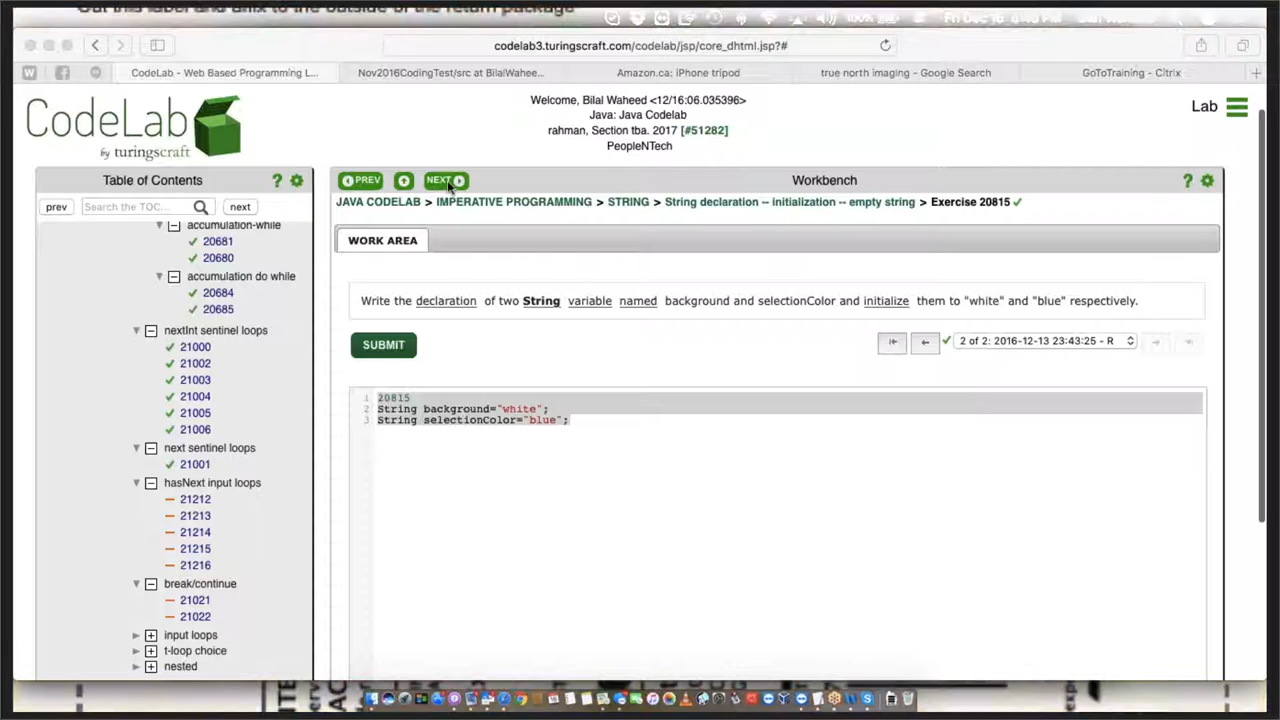 codelab3.turingscraft.com/codelab/jsp/core_dhtml.jsp?#
CodeLab - Web Based Programming L...
Nov2016CodingTest/src at BilalWahee...
Amazon.ca: iPhone tripod
true north imaging - Google Search
GoToTraining - Citrix
CodeLab
by turingscraft
Welcome, Bilal Waheed <12/16:06.035396>
Java: Java Codelab
rahman, Section tba. 2017 [#51282]
PeopleNTech
Lab
Table of Contents ?
prev Search the TOC... next
accumulation-while
20681
20680
accumulation do while
20684
20685
nextInt sentinel loops
21000
21002
21003
21004
21005
21006
next sentinel loops
21001
hasNext input loops
21212
21213
21214
21215
21216
break/continue
21021
21022
input loops
t-loop choice
nested
PREV NEXT Workbench ?
JAVA CODELAB > IMPERATIVE PROGRAMMING > STRING > String declaration -- initialization -- empty string > Exercise 20815 ✓
WORK AREA
Write the declaration of two String variable named background and selectionColor and initialize them to "white" and "blue" respectively.
SUBMIT
2 of 2: 2016-12-13 23:43:25 - R
1 20815
2 String background="white";
3 String selectionColor="blue";